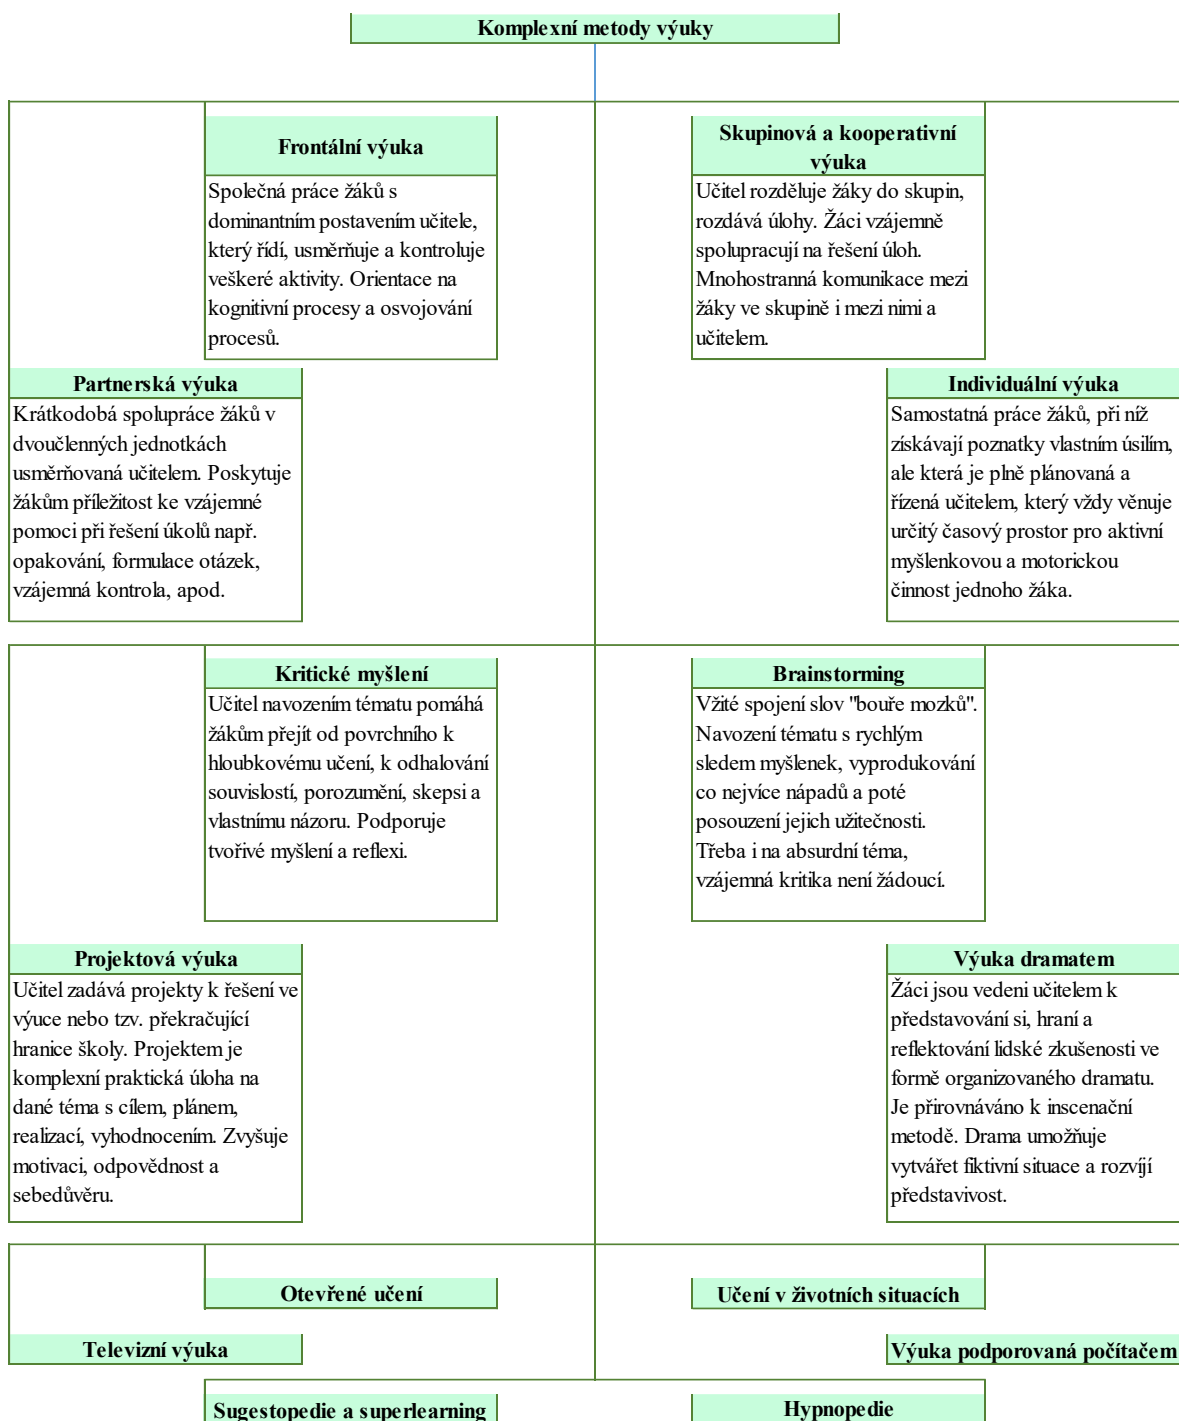 Komplexní metody výuky
Frontální výuka
Společná práce žáků s
dominantním postavením učitele,
který řídí, usměrňuje a kontroluje
veškeré aktivity. Orientace na
kognitivní procesy a osvojování
procesů.
Skupinová a kooperativní
výuka
Učitel rozděluje žáky do skupin,
rozdává úlohy. Žáci vzájemně
spolupracují na řešení úloh.
Mnohostranná komunikace mezi
žáky ve skupině i mezi nimi a
učitelem.
Partnerská výuka
Krátkodobá spolupráce žáků v
dvoučlenných jednotkách
usměrňovaná učitelem. Poskytuje
žákům příležitost ke vzájemné
pomoci při řešení úkolů např.
opakování, formulace otázek,
vzájemná kontrola, apod.
Individuální výuka
Samostatná práce žáků, při níž
získávají poznatky vlastním úsilím,
ale která je plně plánovaná a
řízená učitelem, který vždy věnuje
určitý časový prostor pro aktivní
myšlenkovou a motorickou
činnost jednoho žáka.
Kritické myšlení
Učitel navozením tématu pomáhá
žákům přejít od povrchního k
hloubkovému učení, k odhalování
souvislostí, porozumění, skepsi a
vlastnímu názoru. Podporuje
tvořivé myšlení a reflexi.
Brainstorming
Vžité spojení slov "bouře mozků".
Navození tématu s rychlým
sledem myšlenek, vyprodukování
co nejvíce nápadů a poté
posouzení jejich užitečnosti.
Třeba i na absurdní téma,
vzájemná kritika není žádoucí.
Projektová výuka
Učitel zadává projekty k řešení ve
výuce nebo tzv. překračující
hranice školy. Projektem je
komplexní praktická úloha na
dané téma s cílem, plánem,
realizací, vyhodnocením. Zvyšuje
motivaci, odpovědnost a
sebedůvěru.
Výuka dramatem
Žáci jsou vedeni učitelem k
představování si, hraní a
reflektování lidské zkušenosti ve
formě organizovaného dramatu.
Je přirovnáváno k inscenační
metodě. Drama umožňuje
vytvářet fiktivní situace a rozvíjí
představivost.
Otevřené učení
Učení v životních situacích
Televizní výuka
Výuka podporovaná počítačem
Sugestopedie a superlearning
Hypnopedie